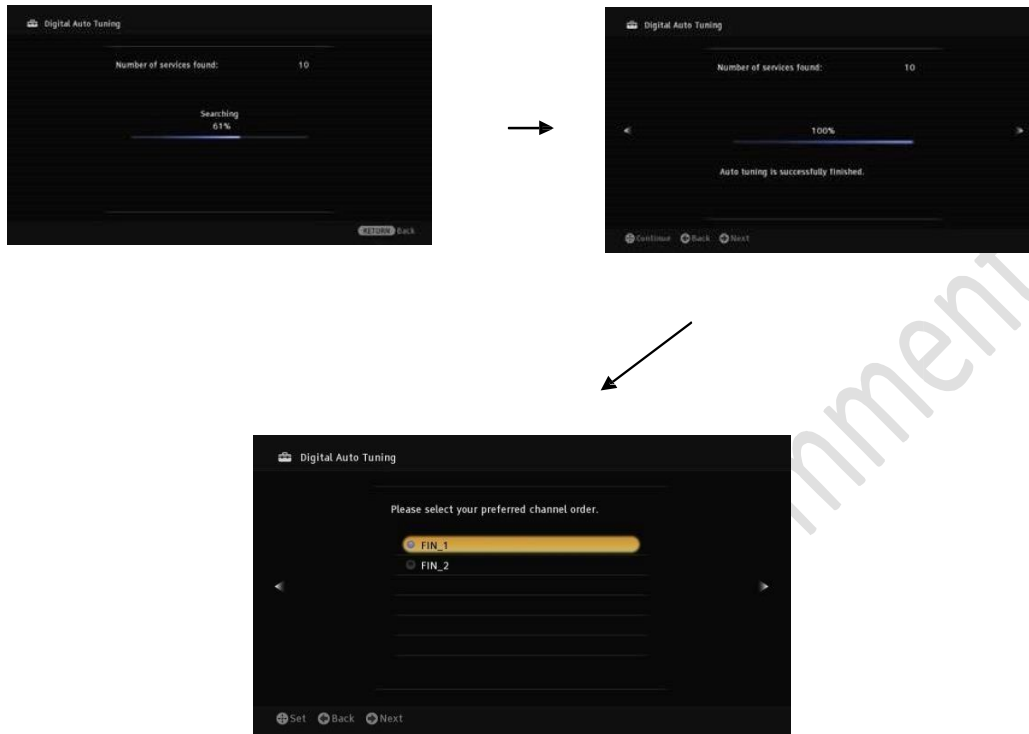 Digital Auto Tuning
Number of services found: 10
Searching
61%
RETURN Back
Digital Auto Tuning
Number of services found: 10
100%
Auto tuning is successfully finished.
Continue Back Next
Digital Auto Tuning
Please select your preferred channel order.
FIN_1
FIN_2
Set Back Next